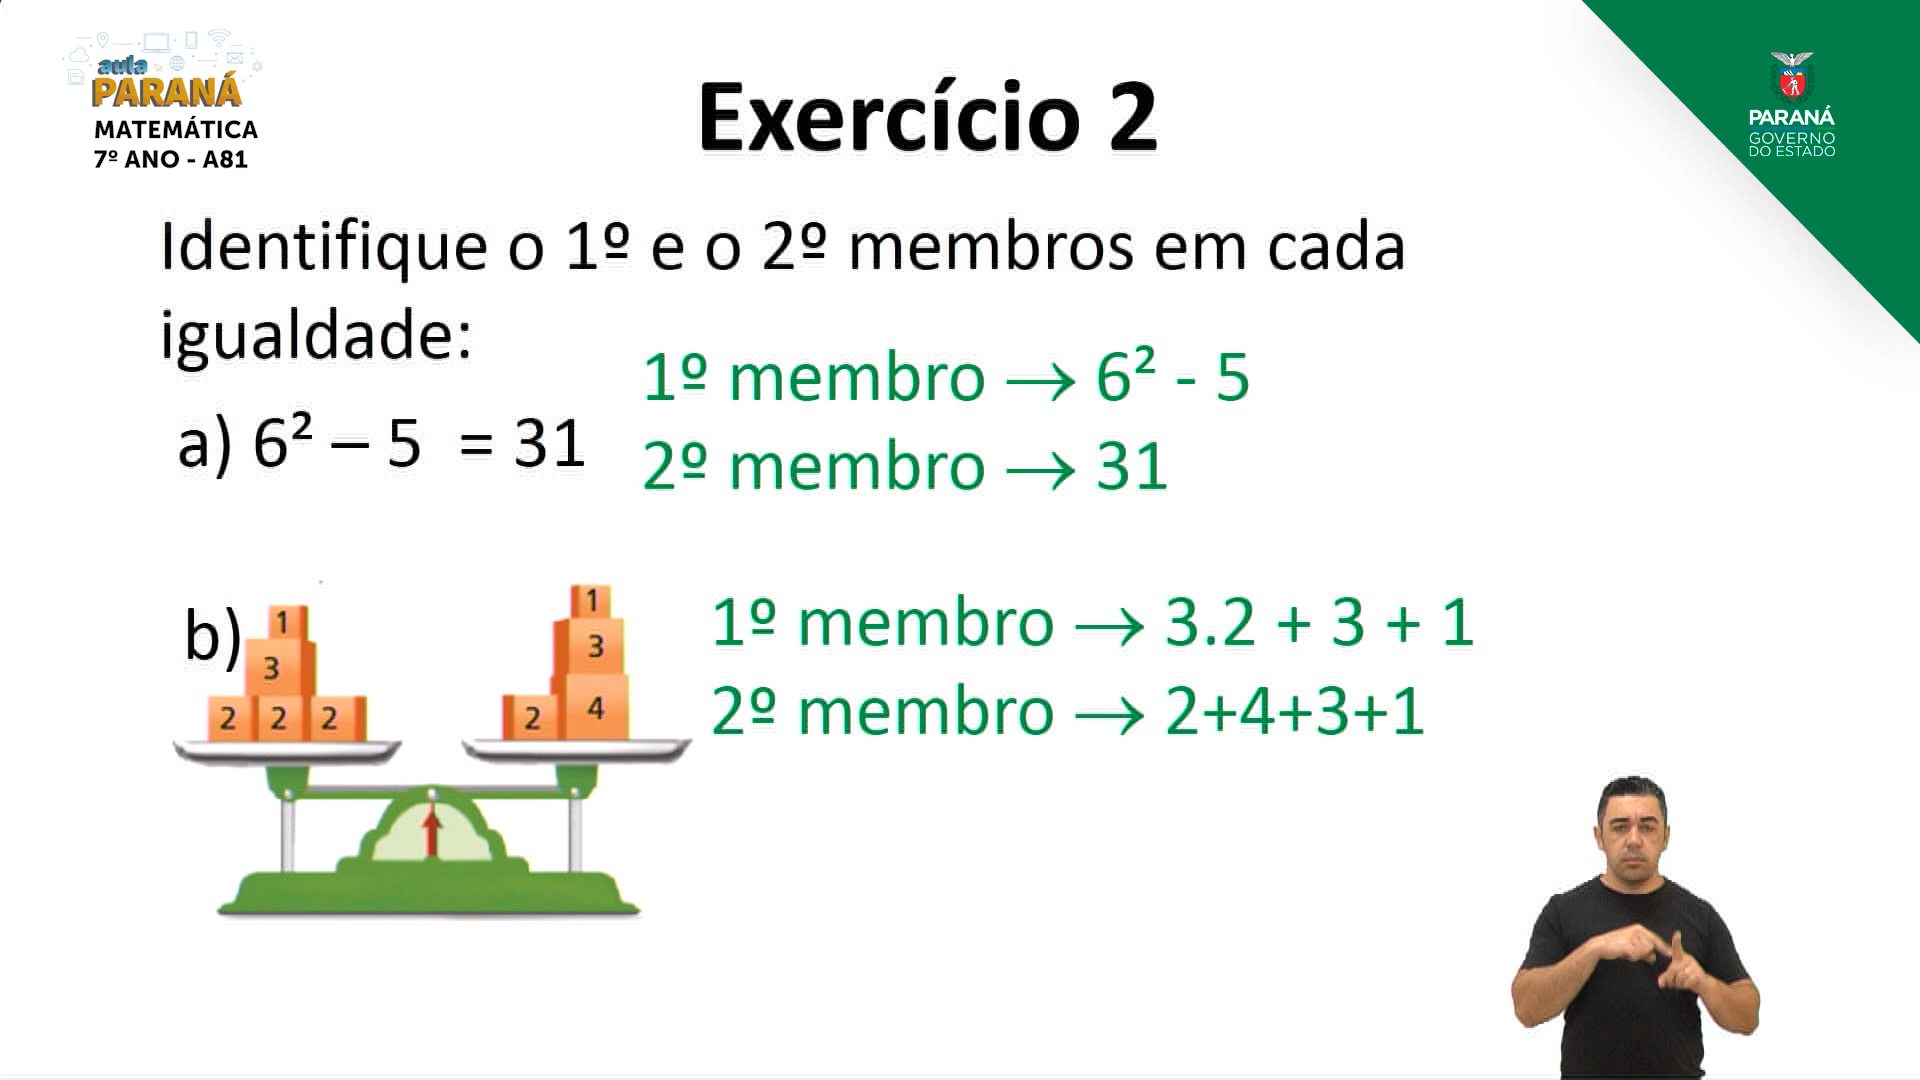 aula
PARANÁ
MATEMÁTICA
7º ANO - A81
Exercício 2
PARANÁ
GOVERNO
DO ESTADO
Identifique o 1º e o 2º membros em cada
igualdade:
a) 6² – 5 = 31
1º membro → 6² - 5
2º membro → 31
b)
1
3
2 2 2
1
3
2 4
1º membro → 3.2 + 3 + 1
2º membro → 2+4+3+1